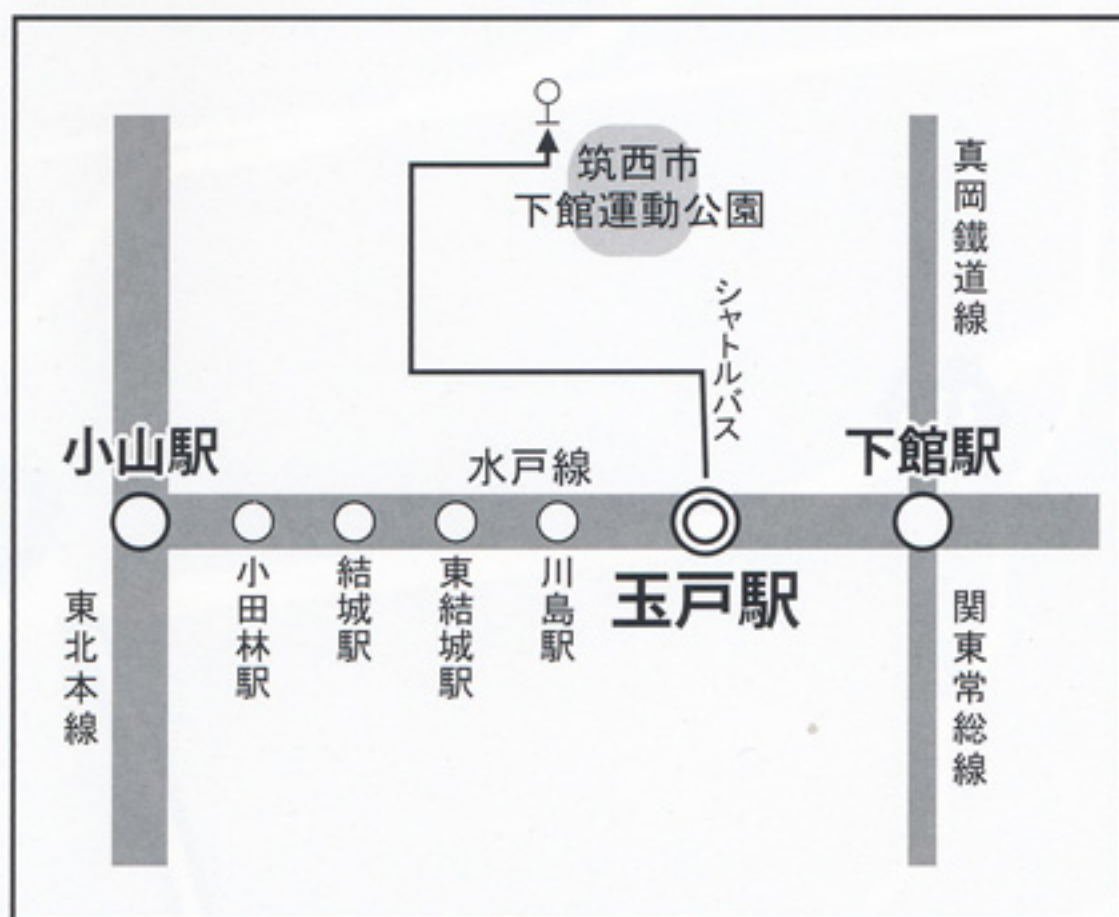 筑西市
下館運動公園
真岡鐵道線
シャトルバス
小山駅
水戸線
下館駅
小田林駅
結城駅
東結城駅
川島駅
玉戸駅
東北本線
関東常総線